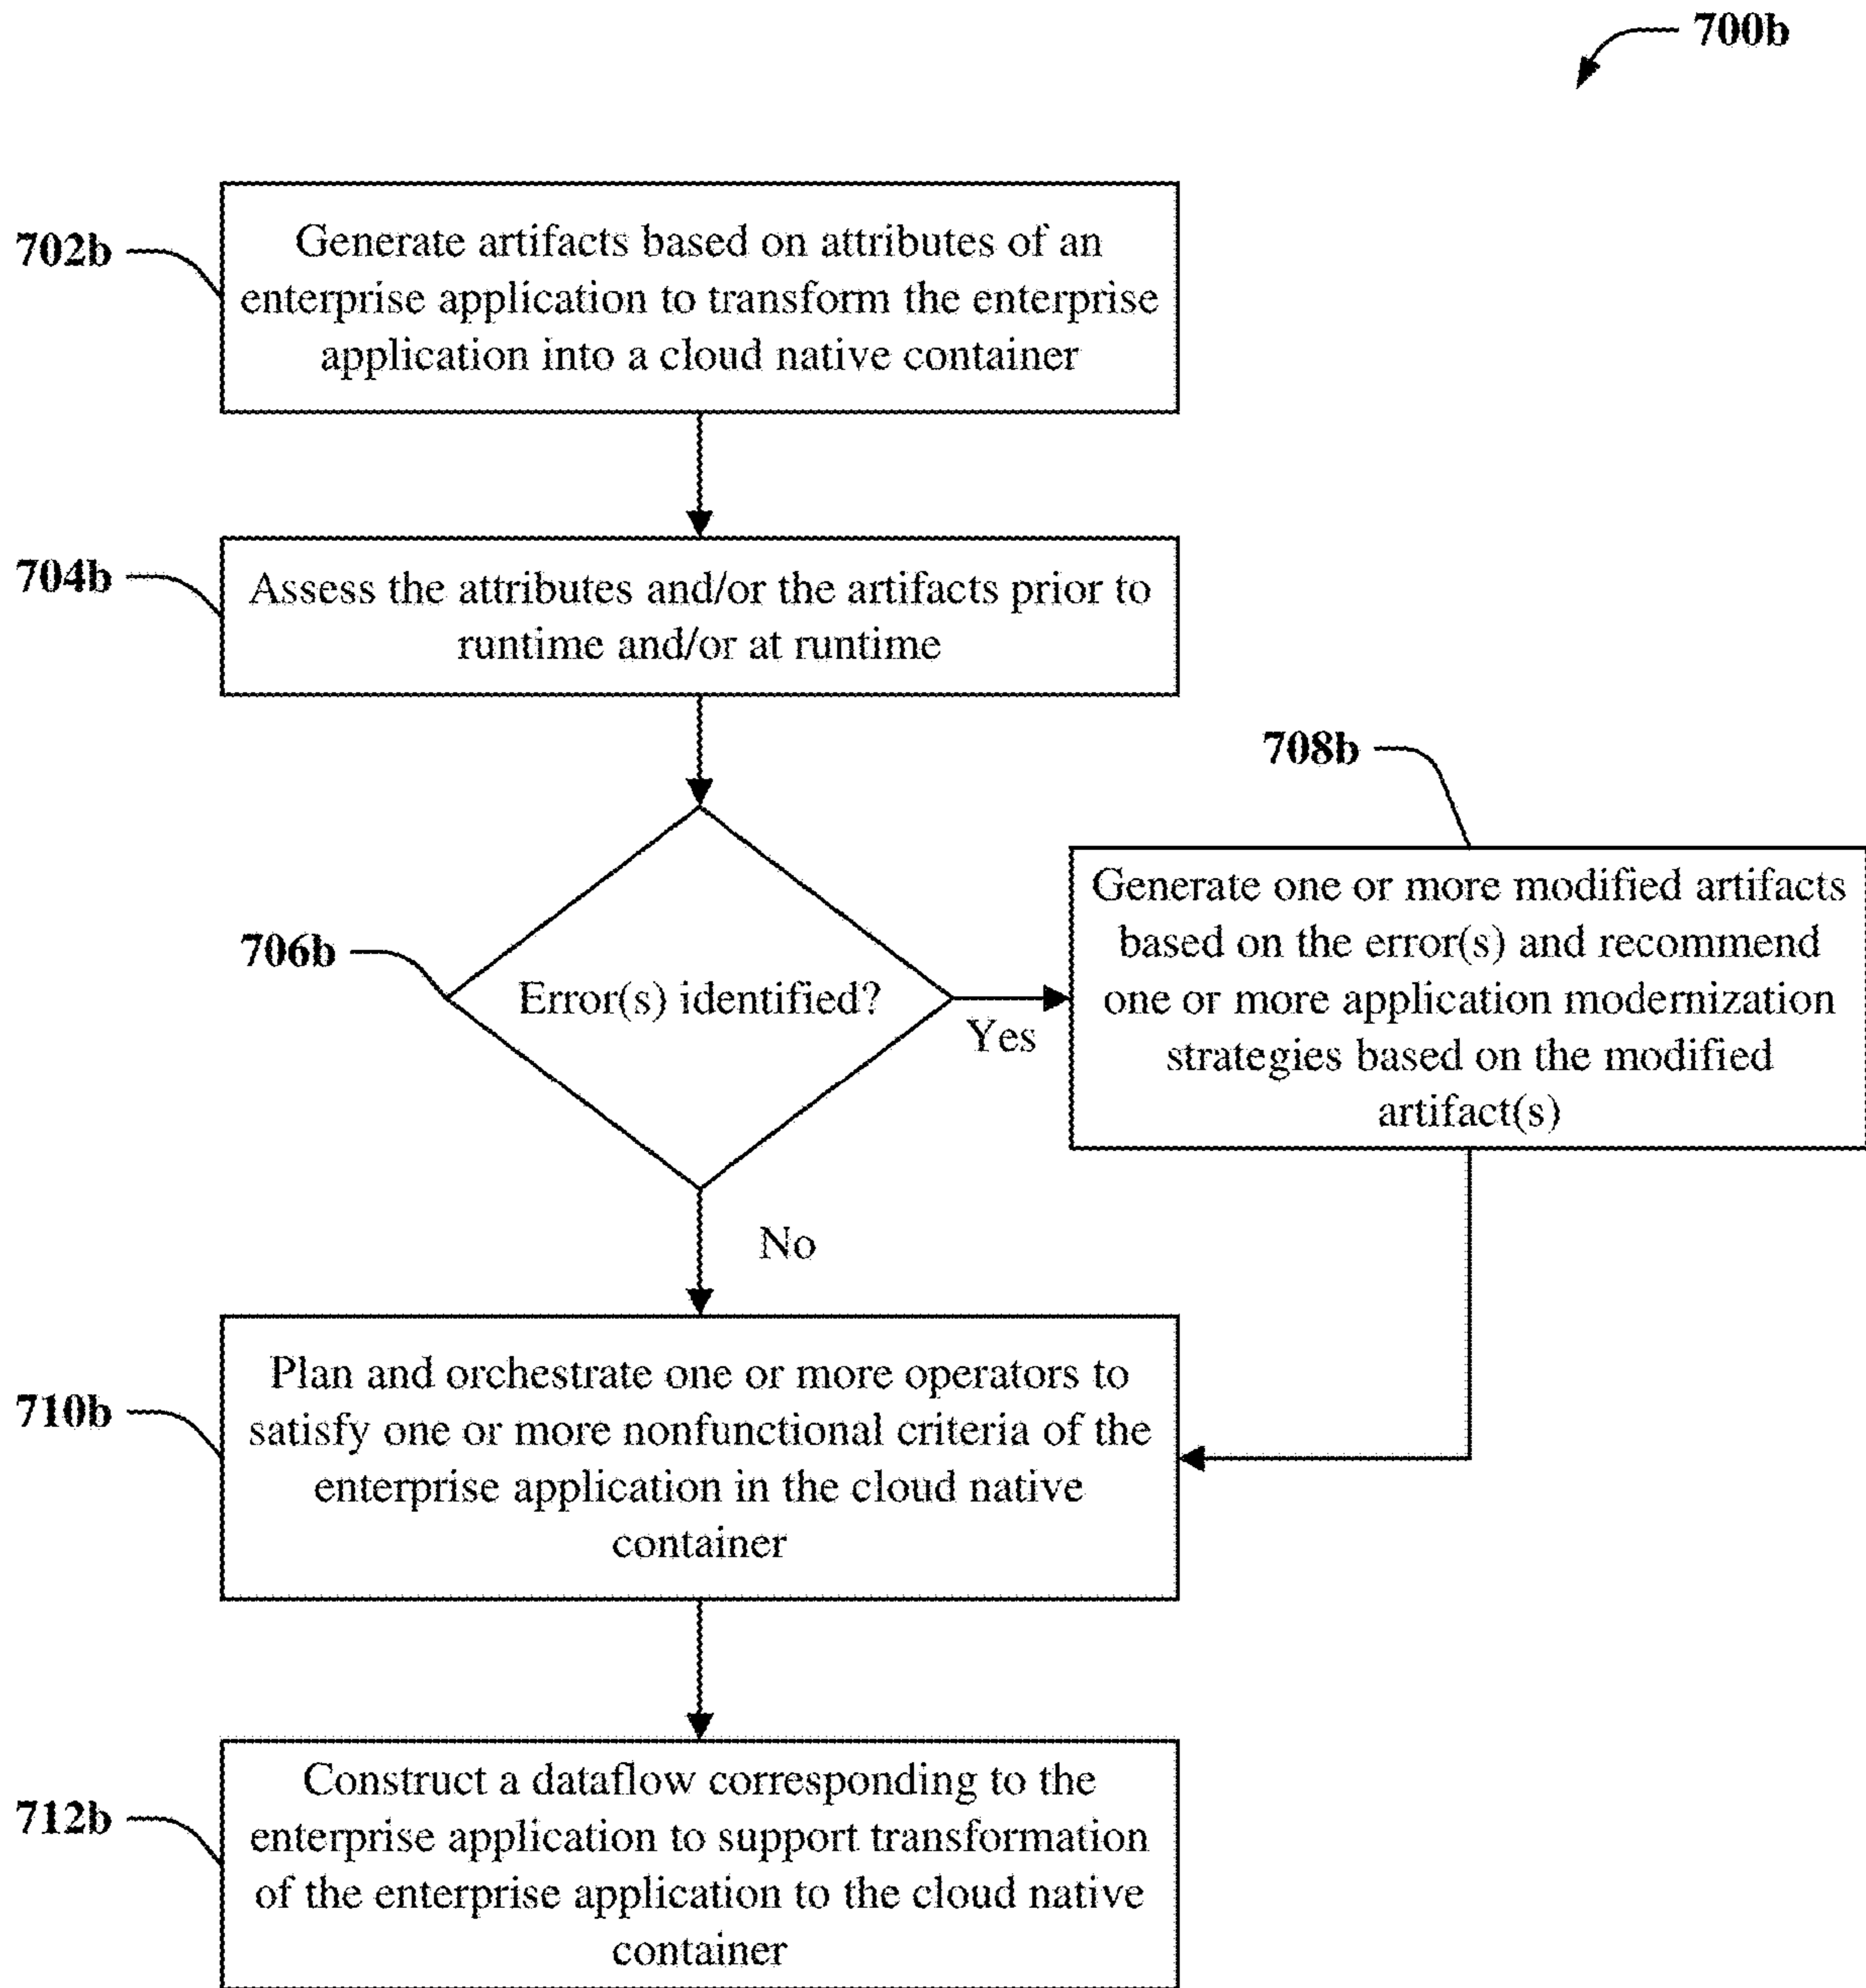 700b
702b
Generate artifacts based on attributes of an
enterprise application to transform the enterprise
application into a cloud native container
704b
Assess the attributes and/or the artifacts prior to
runtime and/or at runtime
706b
Error(s) identified?
Yes
No
708b
Generate one or more modified artifacts
based on the error(s) and recommend
one or more application modernization
strategies based on the modified
artifact(s)
710b
Plan and orchestrate one or more operators to
satisfy one or more nonfunctional criteria of the
enterprise application in the cloud native
container
712b
Construct a dataflow corresponding to the
enterprise application to support transformation
of the enterprise application to the cloud native
container